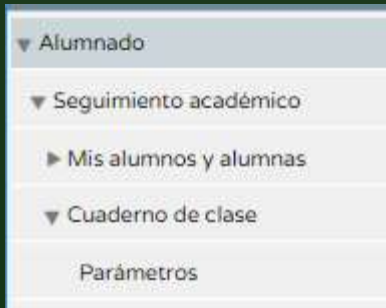 Alumnado
Seguimiento académico
Mis alumnos y alumnas
Cuaderno de clase
Parámetros